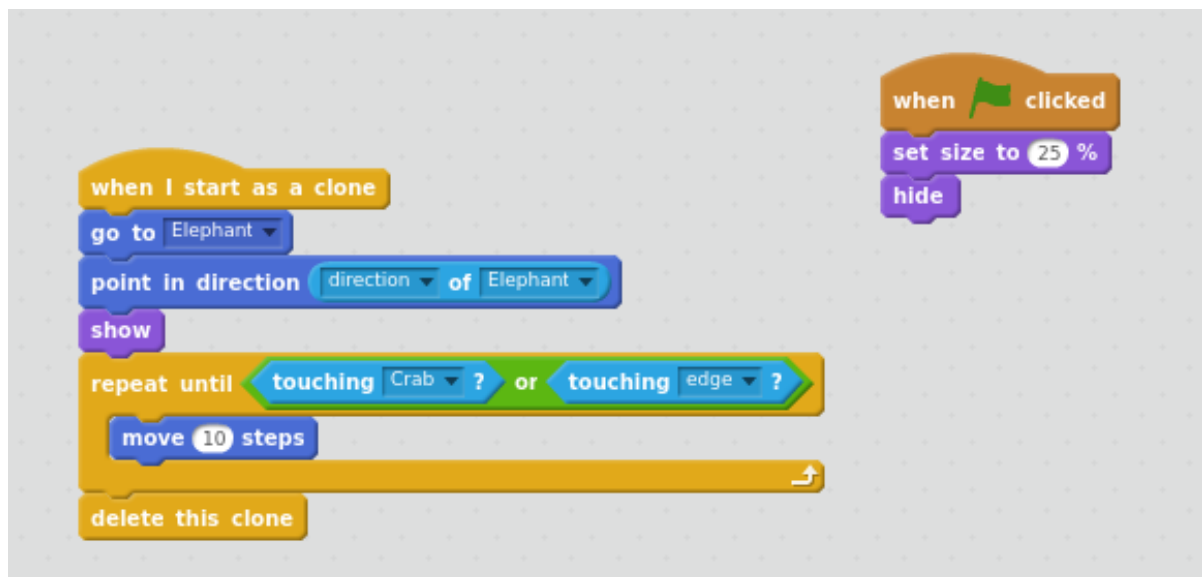 when I start as a clone
go to Elephant
point in direction direction of Elephant
show
repeat until touching Crab ? or touching edge ?
move 10 steps
delete this clone
when clicked
set size to 25 %
hide